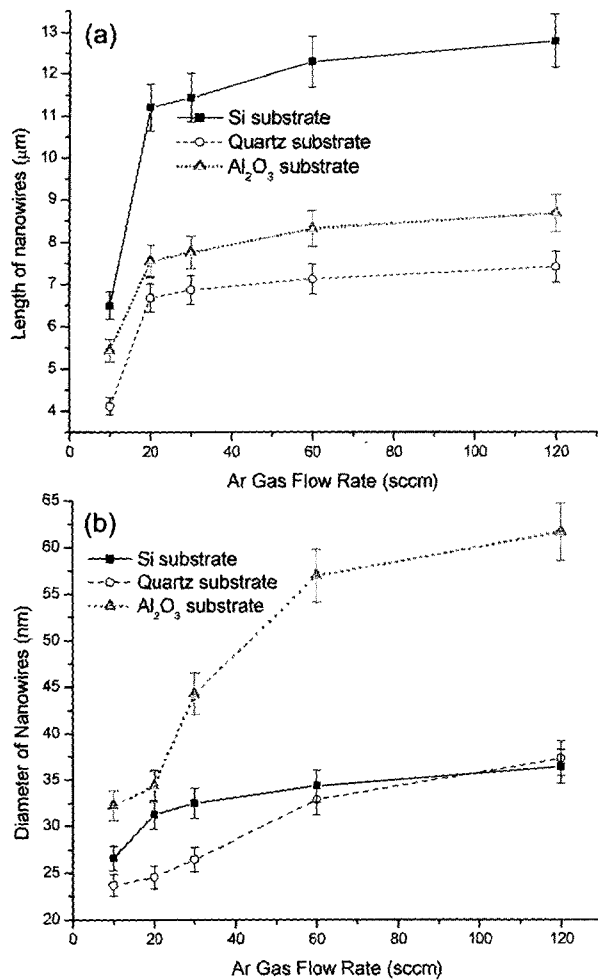 (a)
13
12
11
10
9
8
7
6
5
4
Length of nanowires (μm)
Si substrate
Quartz substrate
Al₂O₃ substrate
0 20 40 60 80 100 120
Ar Gas Flow Rate (sccm)
(b)
65
60
55
50
45
40
35
30
25
20
Diameter of Nanowires (nm)
Si substrate
Quartz substrate
Al₂O₃ substrate
0 20 40 60 80 100 120
Ar Gas Flow Rate (sccm)